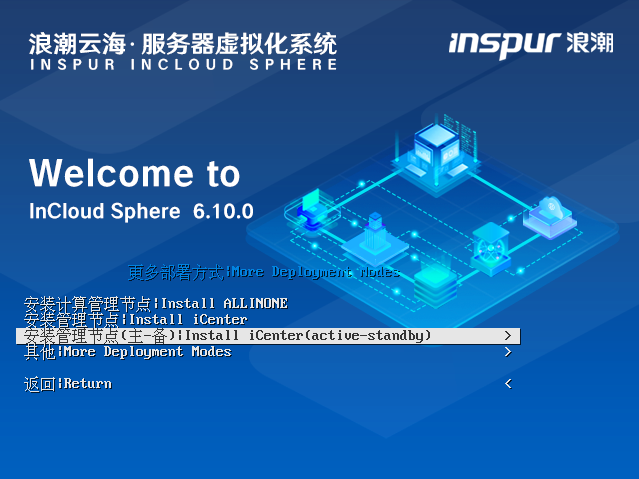 浪潮云海·服务器虚拟化系统
INSPUR INCLOUD SPHERE
inspur 浪潮
Welcome to
InCloud Sphere 6.10.0
更多部署方式|More Deployment Modes
安装计算管理节点|Install ALLINONE
安装管理节点|Install iCenter
安装管理节点(主-备)|Install iCenter(active-standby) >
其他|More Deployment Modes >
返回|Return <